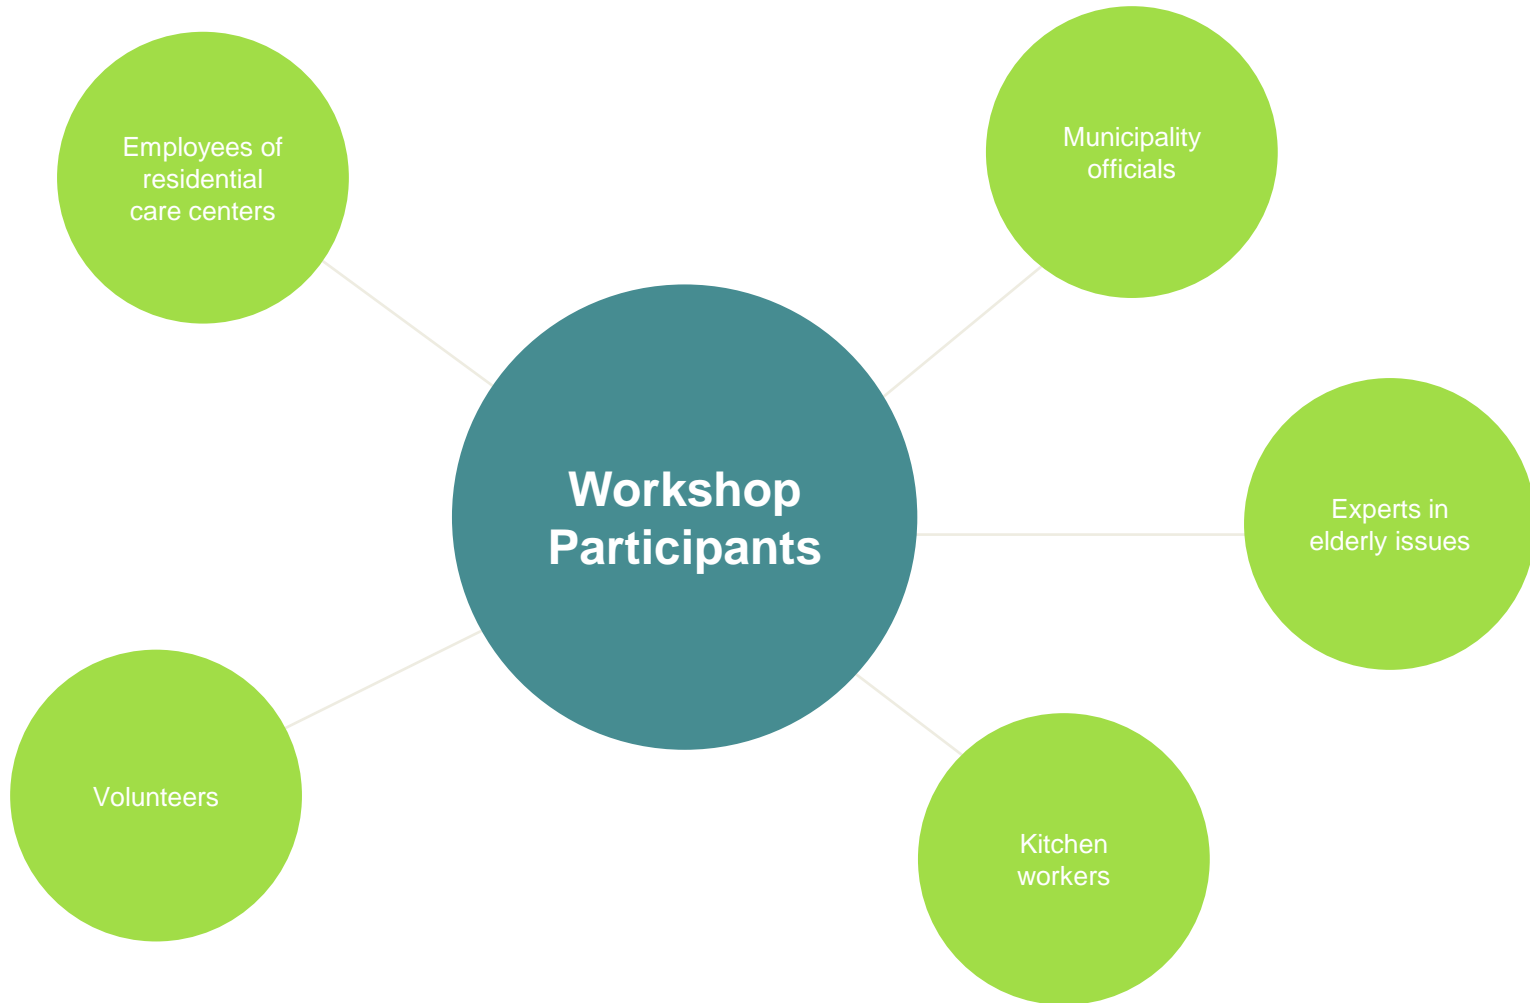 Employees of
residential
care centers
Municipality
officials
Workshop
Participants
Experts in
elderly issues
Volunteers
Kitchen
workers